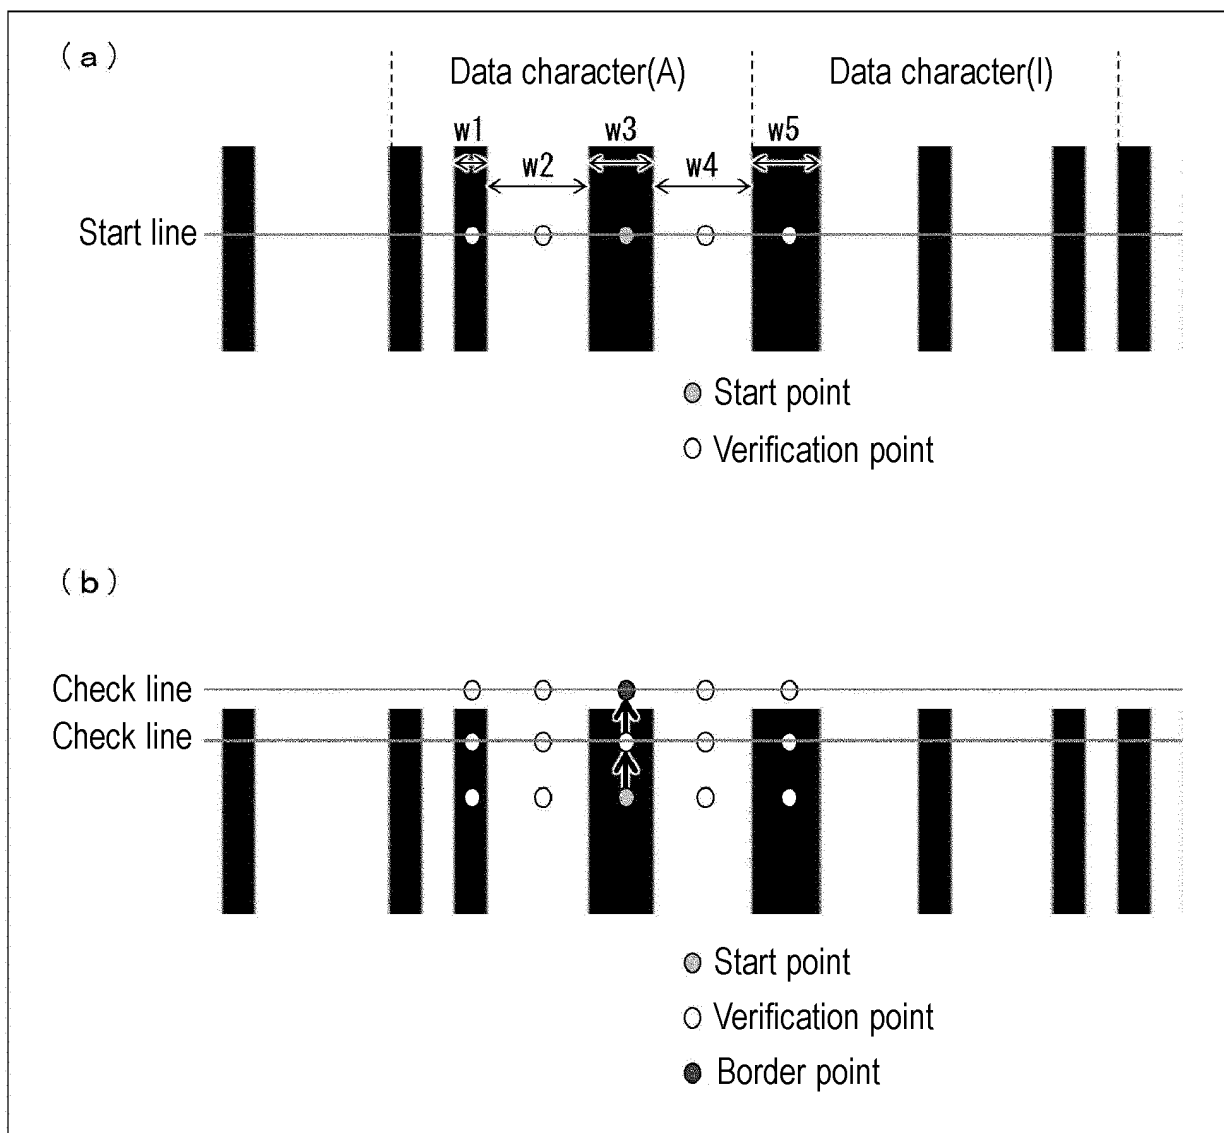 (a)
Data character(A)
Data character(I)
w1
w2
w3
w4
w5
Start line
Start point
Verification point
(b)
Check line
Check line
Start point
Verification point
Border point